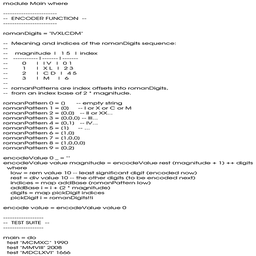 module Main where
------------------------
-- ENCODER FUNCTION --
------------------------
romanDigits = "IVXLCDM"
-- Meaning and indices of the romanDigits sequence:
--
-- magnitude | 1 5 | index
-- -----------|-------|-------
-- 0 | I V | 0 1
-- 1 | X L | 2 3
-- 2 | C D | 4 5
-- 3 | M | 6
--
-- romanPatterns are index offsets into romanDigits,
-- from an index base of 2 * magnitude.
romanPattern 0 = [] -- empty string
romanPattern 1 = [0] -- I or X or C or M
romanPattern 2 = [0,0] -- II or XX...
romanPattern 3 = [0,0,0] -- III...
romanPattern 4 = [0,1] -- IV...
romanPattern 5 = [1] -- ...
romanPattern 6 = [1,0]
romanPattern 7 = [1,0,0]
romanPattern 8 = [1,0,0,0]
romanPattern 9 = [0,2]
encodeValue 0 _ = ""
encodeValue value magnitude = encodeValue rest (magnitude + 1) ++ digits
where
low = rem value 10 -- least significant digit (encoded now)
rest = div value 10 -- the other digits (to be encoded next)
indices = map addBase (romanPattern low)
addBase i = i + (2 * magnitude)
digits = map pickDigit indices
pickDigit i = romanDigits!!i
encode value = encodeValue value 0
------------------
-- TEST SUITE --
------------------
main = do
test "MCMXC" 1990
test "MMVIII" 2008
test "MDCLXVI" 1666